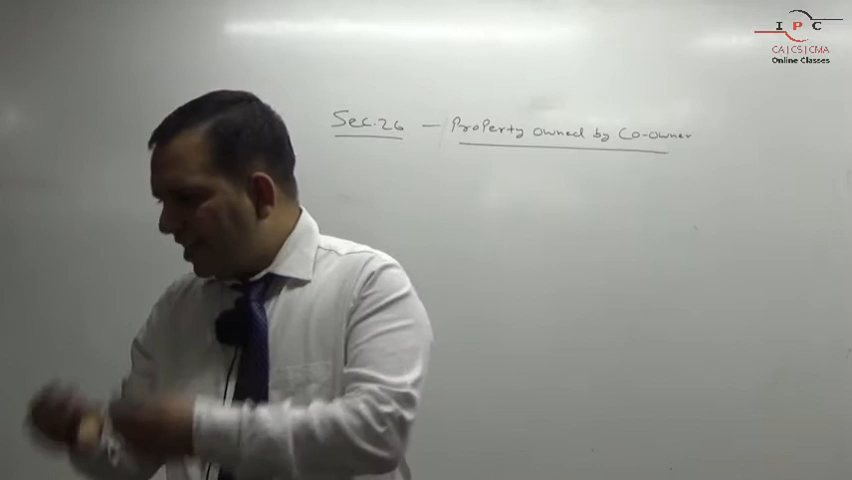 I P C
CA|CS|CMA
Online Classes
Sec. 26 - Property owned by Co-owner